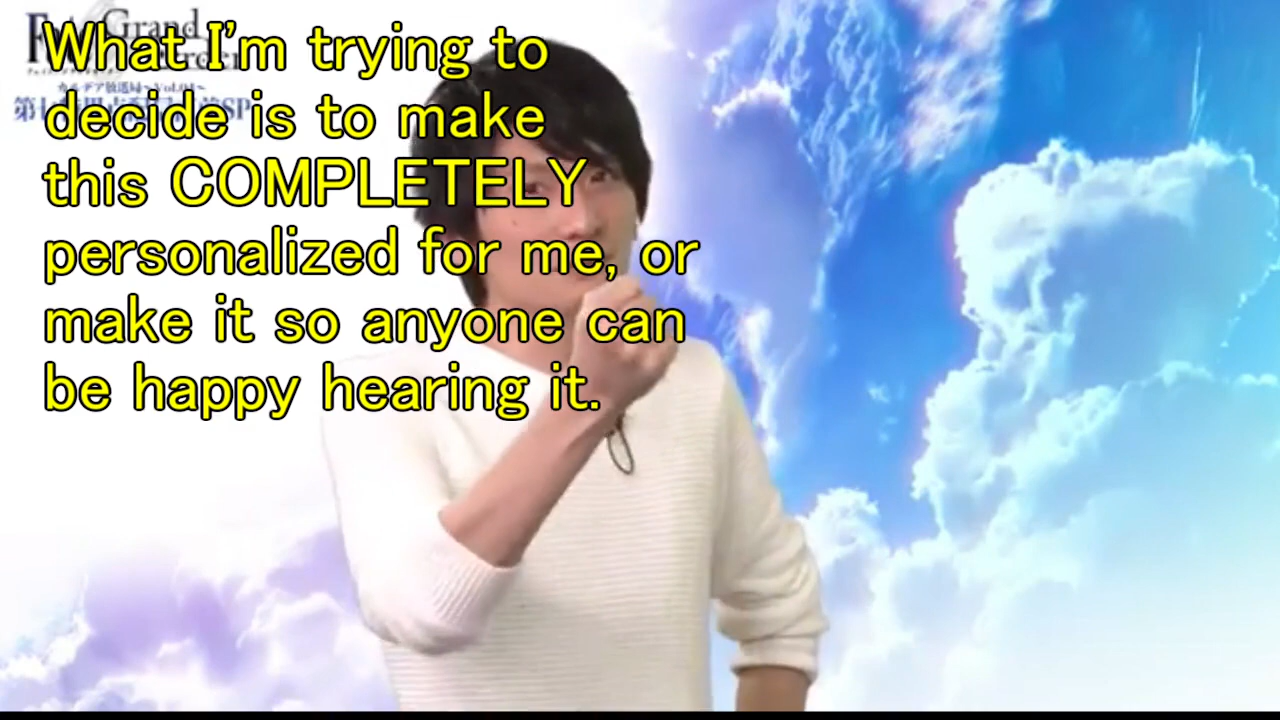 Grand
What I'm trying to
decide is to make
this COMPLETELY
personalized for me, or
make it so anyone can
be happy hearing it.